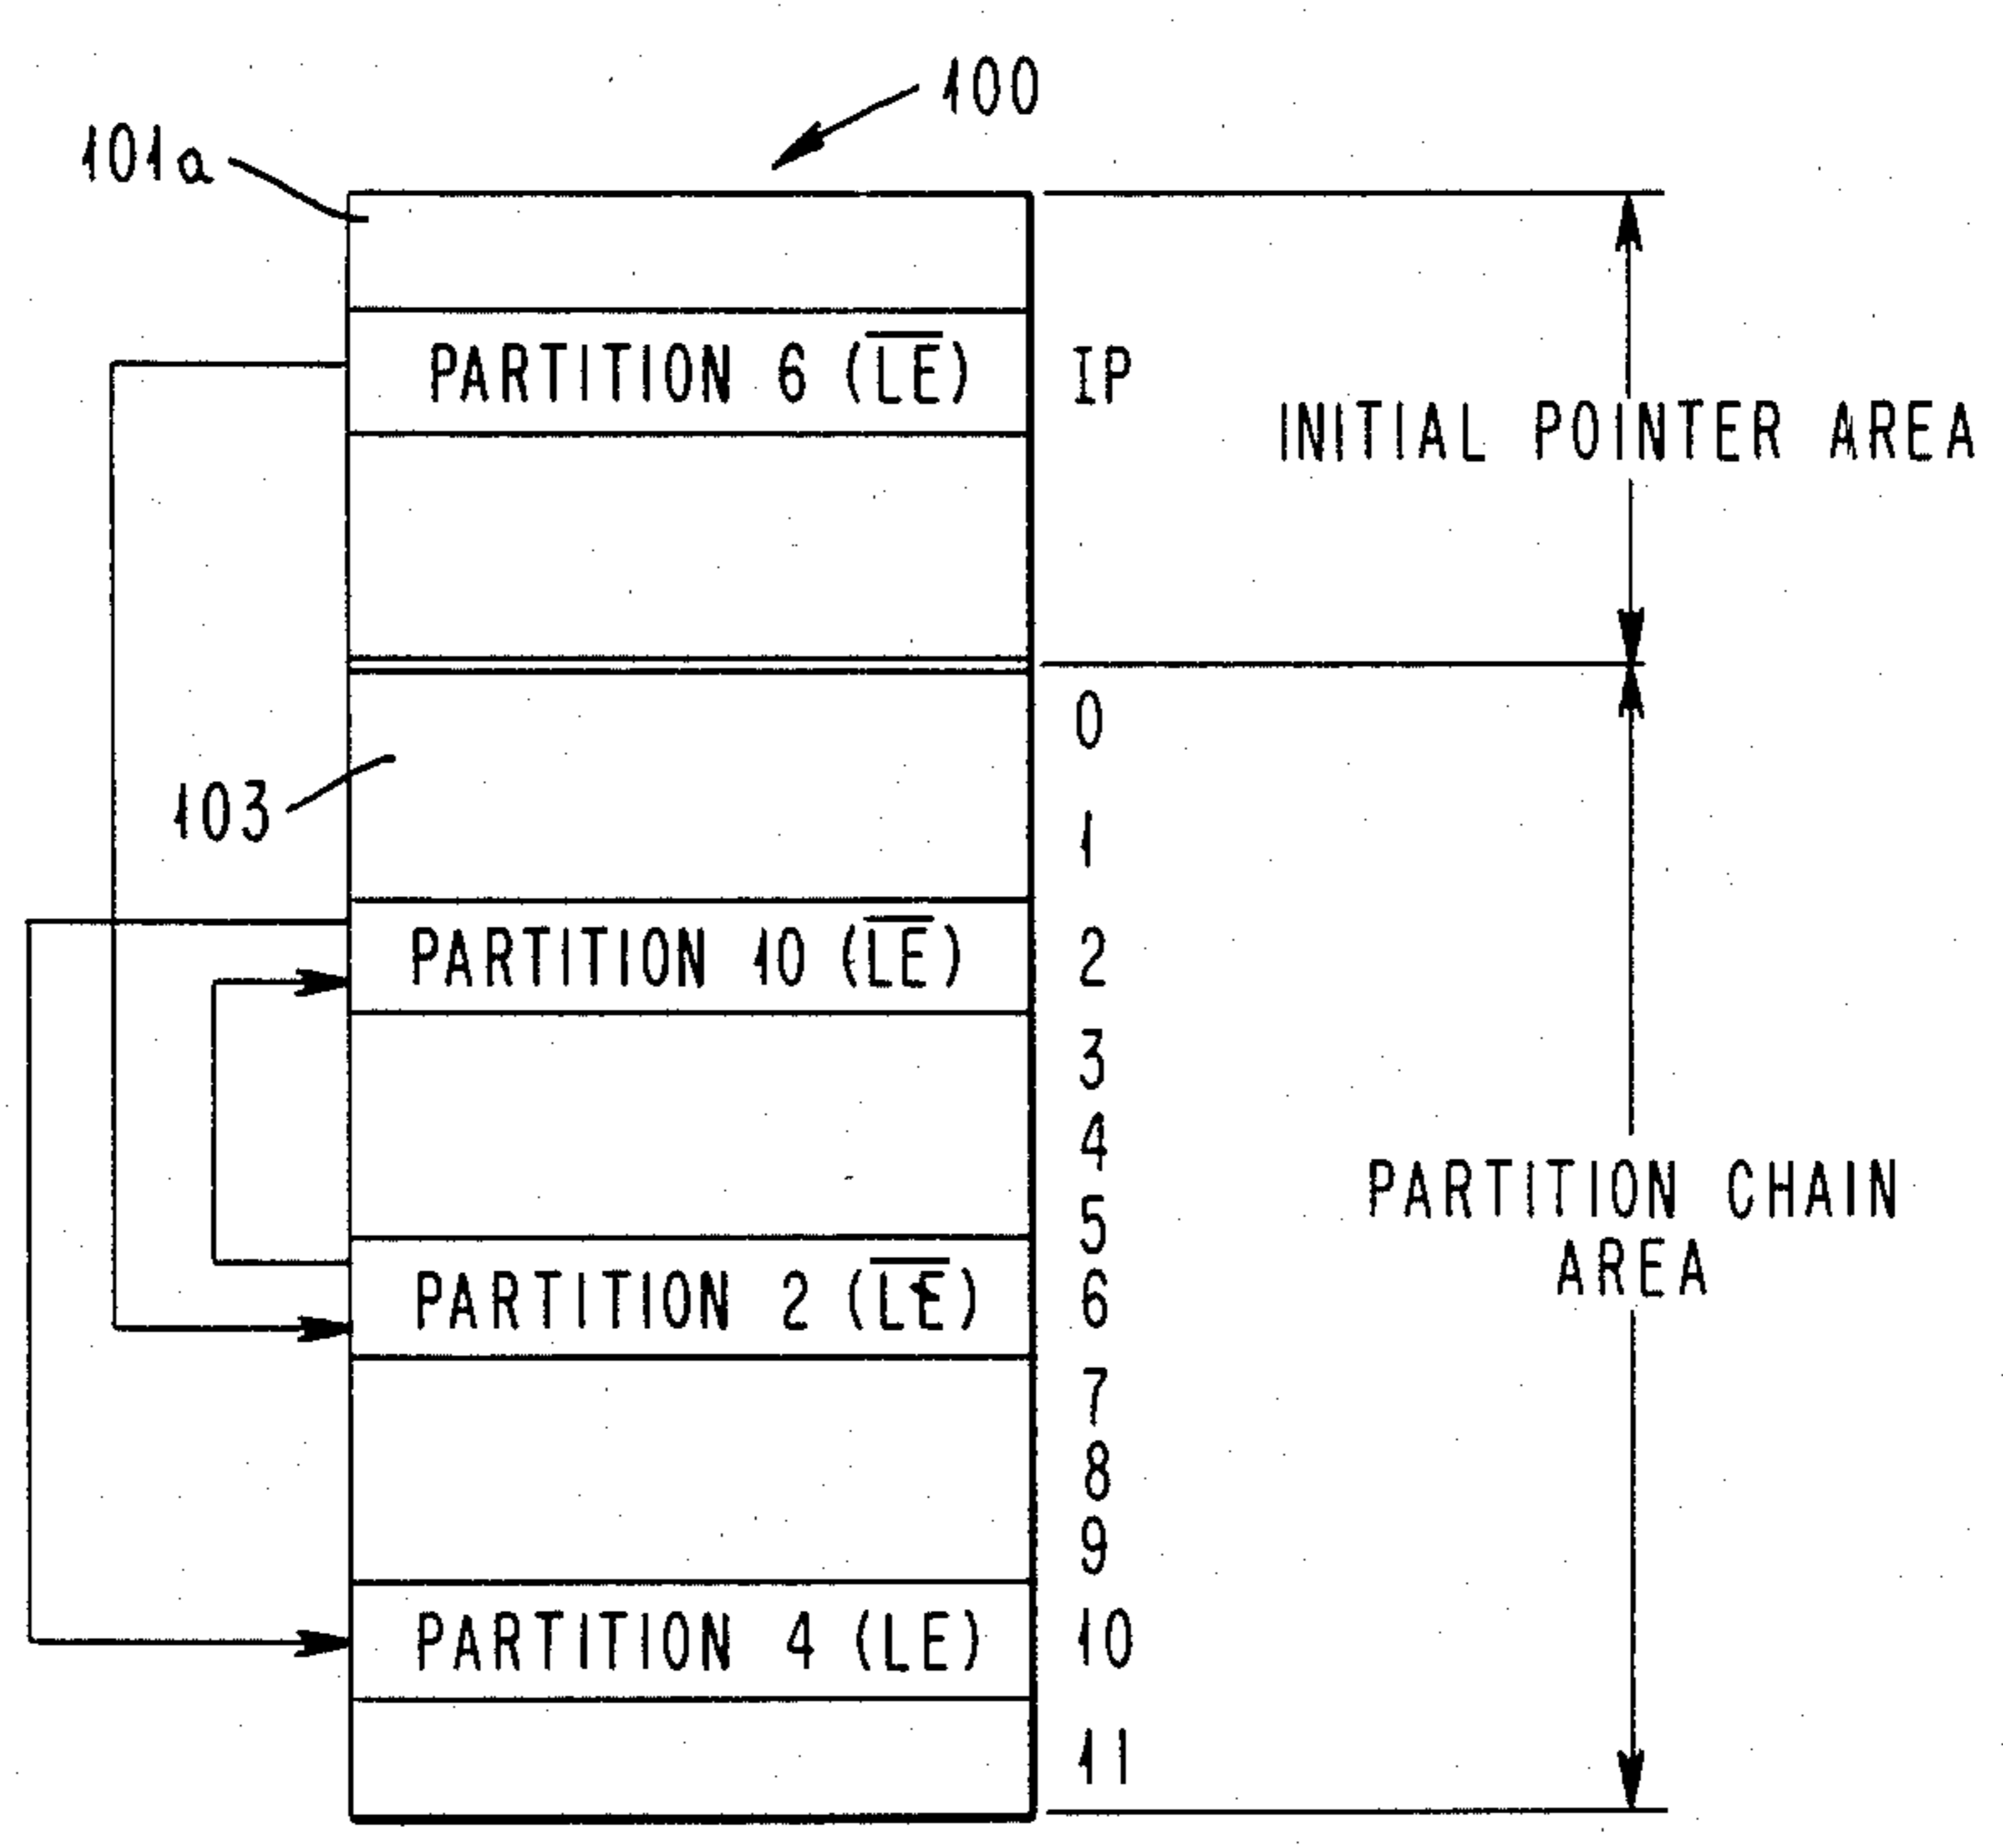 100
101a
PARTITION 6 (L̅E̅) IP
INITIAL POINTER AREA
0
103
1
PARTITION 10 (L̅E̅) 2
3
4
PARTITION CHAIN
AREA
5
PARTITION 2 (L̅E̅) 6
7
8
9
PARTITION 4 (LE) 10
11